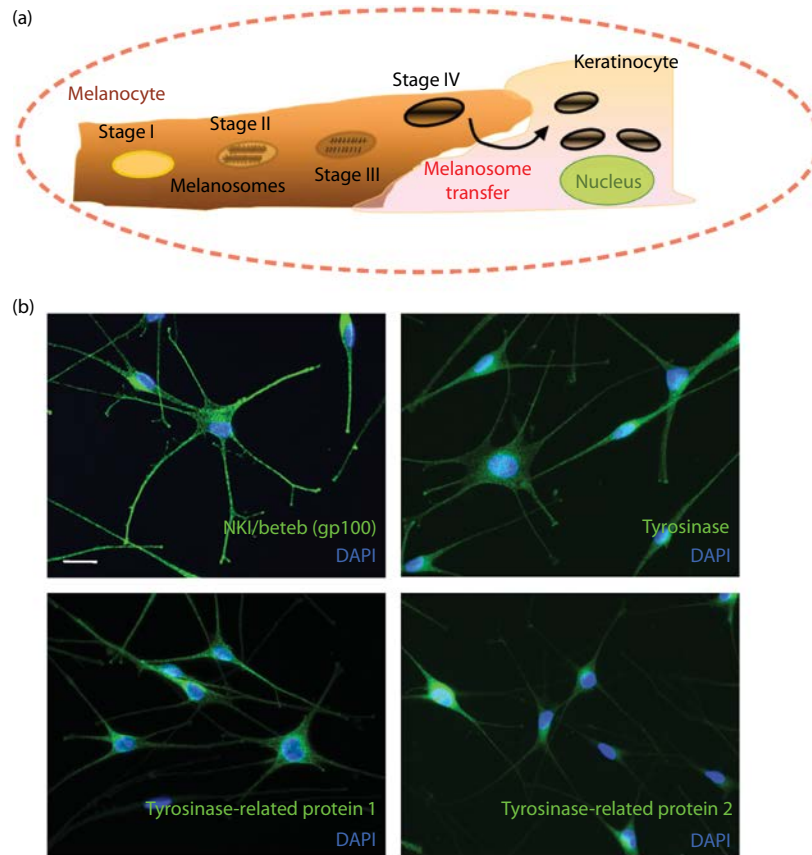 (a)
Melanocyte
Stage I
Stage II
Melanosomes
Stage III
Stage IV
Melanosome
transfer
Keratinocyte
Nucleus
(b)
NKI/beteb (gp100)
DAPI
Tyrosinase
DAPI
Tyrosinase-related protein 1
DAPI
Tyrosinase-related protein 2
DAPI